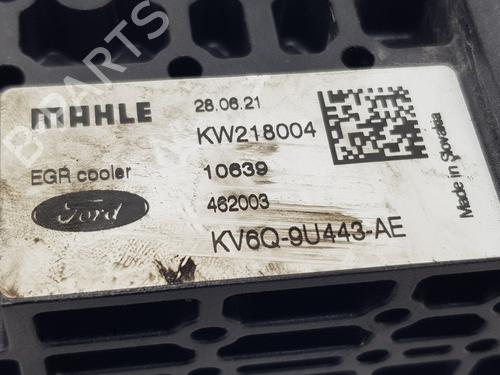 MAHLE
28.06.21
KW218004
EGR cooler
10639
Ford
462003
KV6Q-9U443-AE
Made in Slovakia
B-PARTS